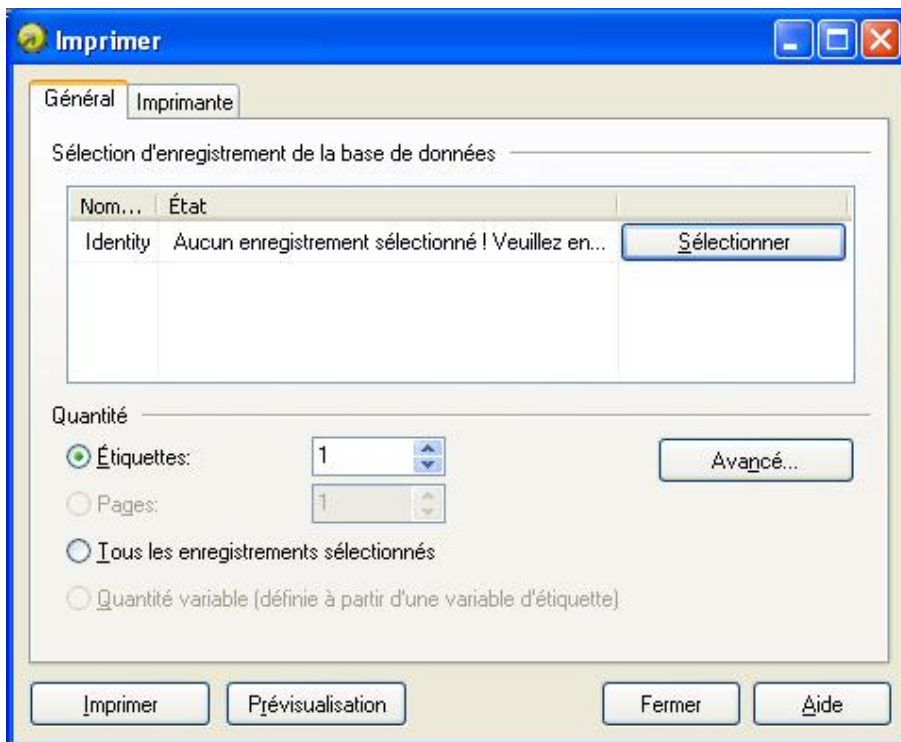 Imprimer
Général Imprimante
Sélection d'enregistrement de la base de données
Nom... État
Identity Aucun enregistrement sélectionné ! Veuillez en... Sélectionner
Quantité
Étiquettes: 1 Avancé...
Pages: 1
Tous les enregistrements sélectionnés
Quantité variable (définie à partir d'une variable d'étiquette)
Imprimer Prévisualisation Fermer Aide